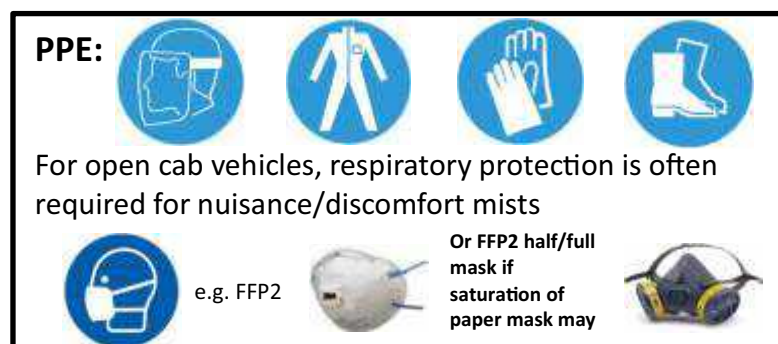 PPE:
For open cab vehicles, respiratory protection is often
required for nuisance/discomfort mists
e.g. FFP2
Or FFP2 half/full
mask if
saturation of
paper mask may